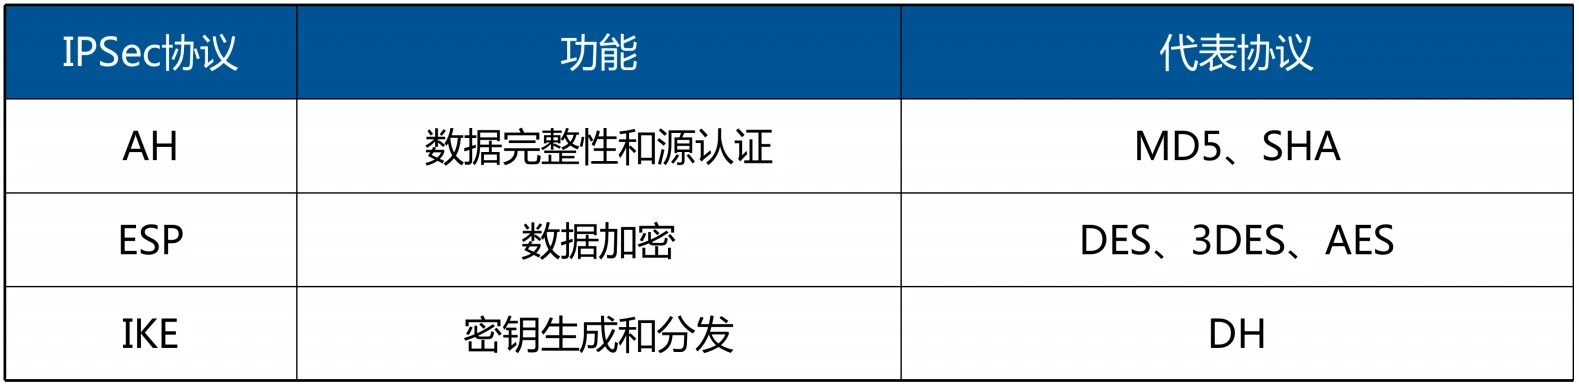 IPSec协议 功能 代表协议
AH 数据完整性和源认证 MD5、SHA
ESP 数据加密 DES、3DES、AES
IKE 密钥生成和分发 DH